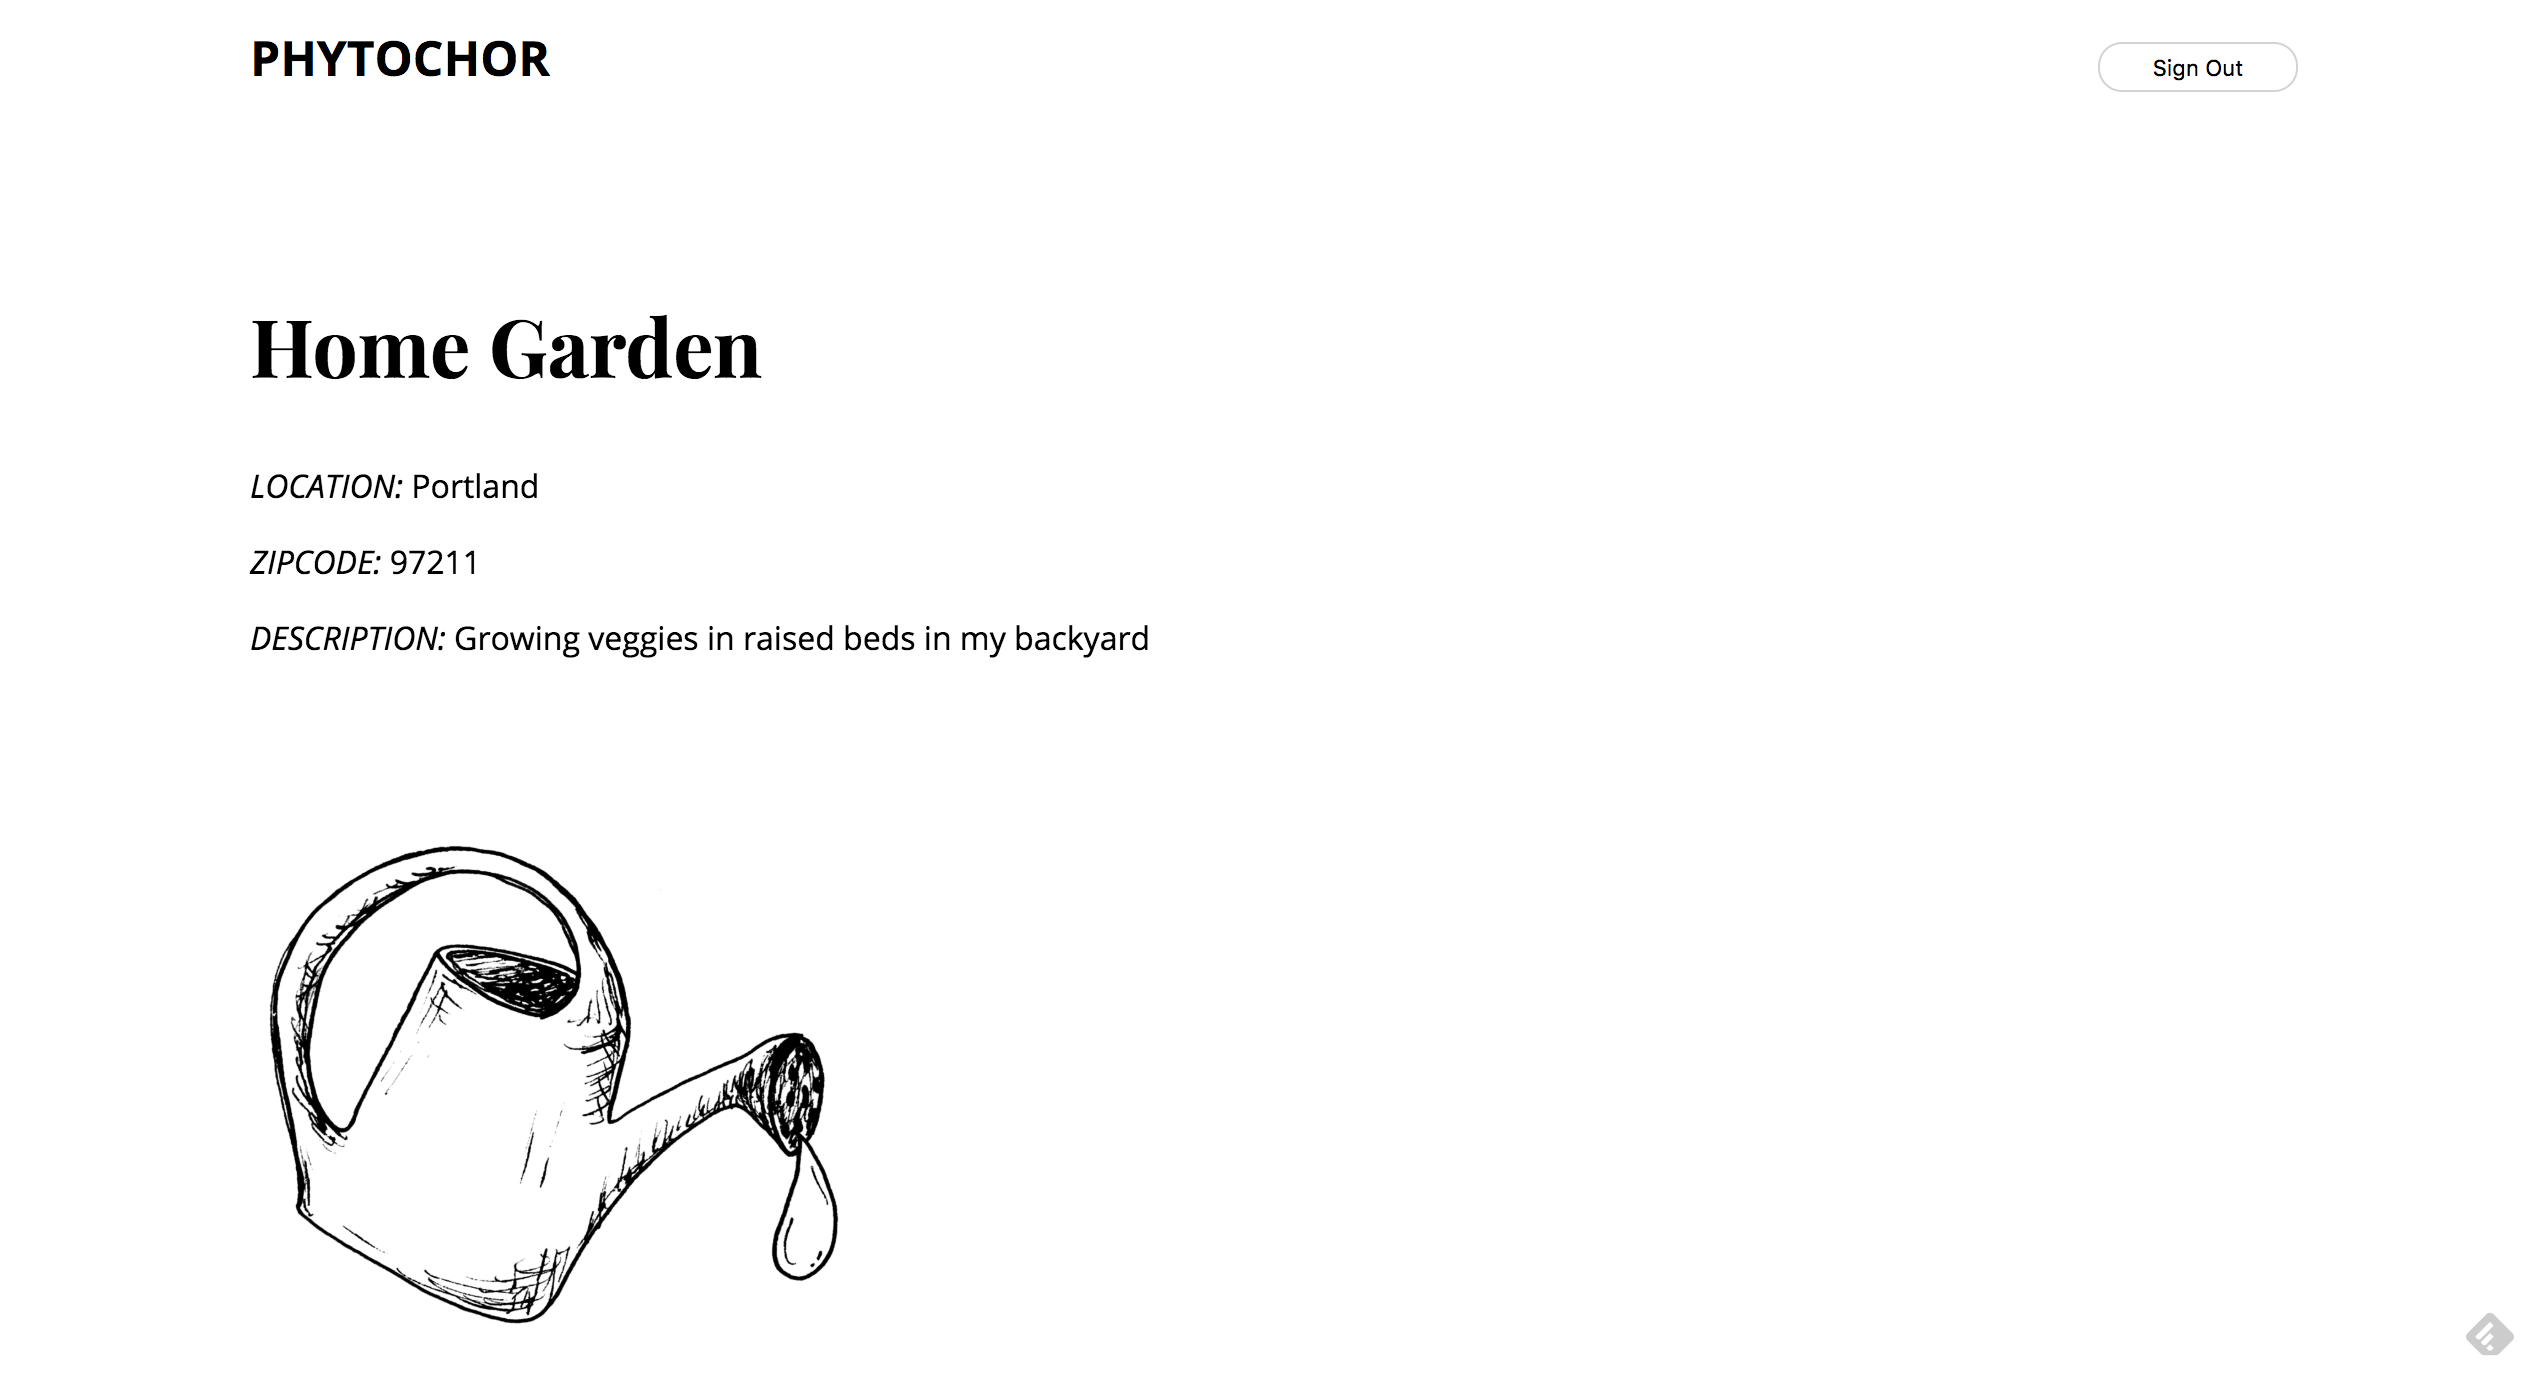 PHYTOCHOR
Sign Out
Home Garden
LOCATION: Portland
ZIPCODE: 97211
DESCRIPTION: Growing veggies in raised beds in my backyard